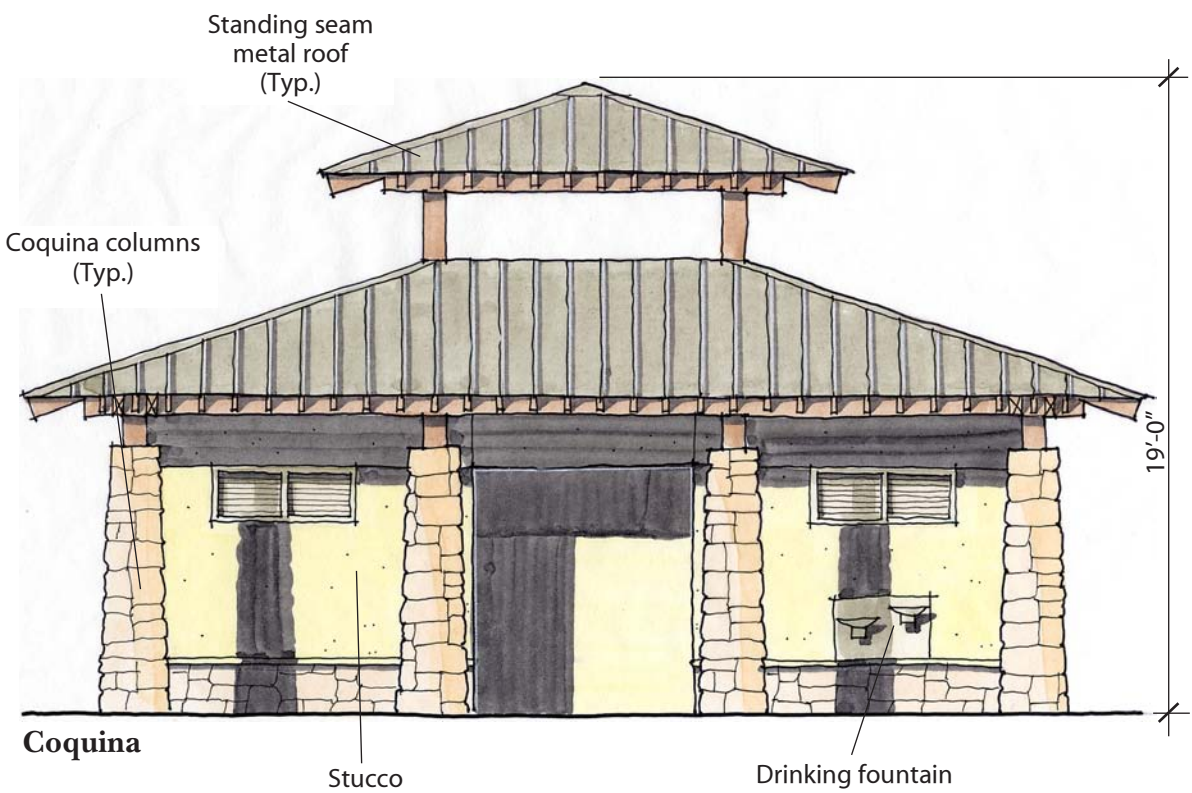 Standing seam
metal roof
(Typ.)
Coquina columns
(Typ.)
19’-0”
Coquina
Stucco
Drinking fountain